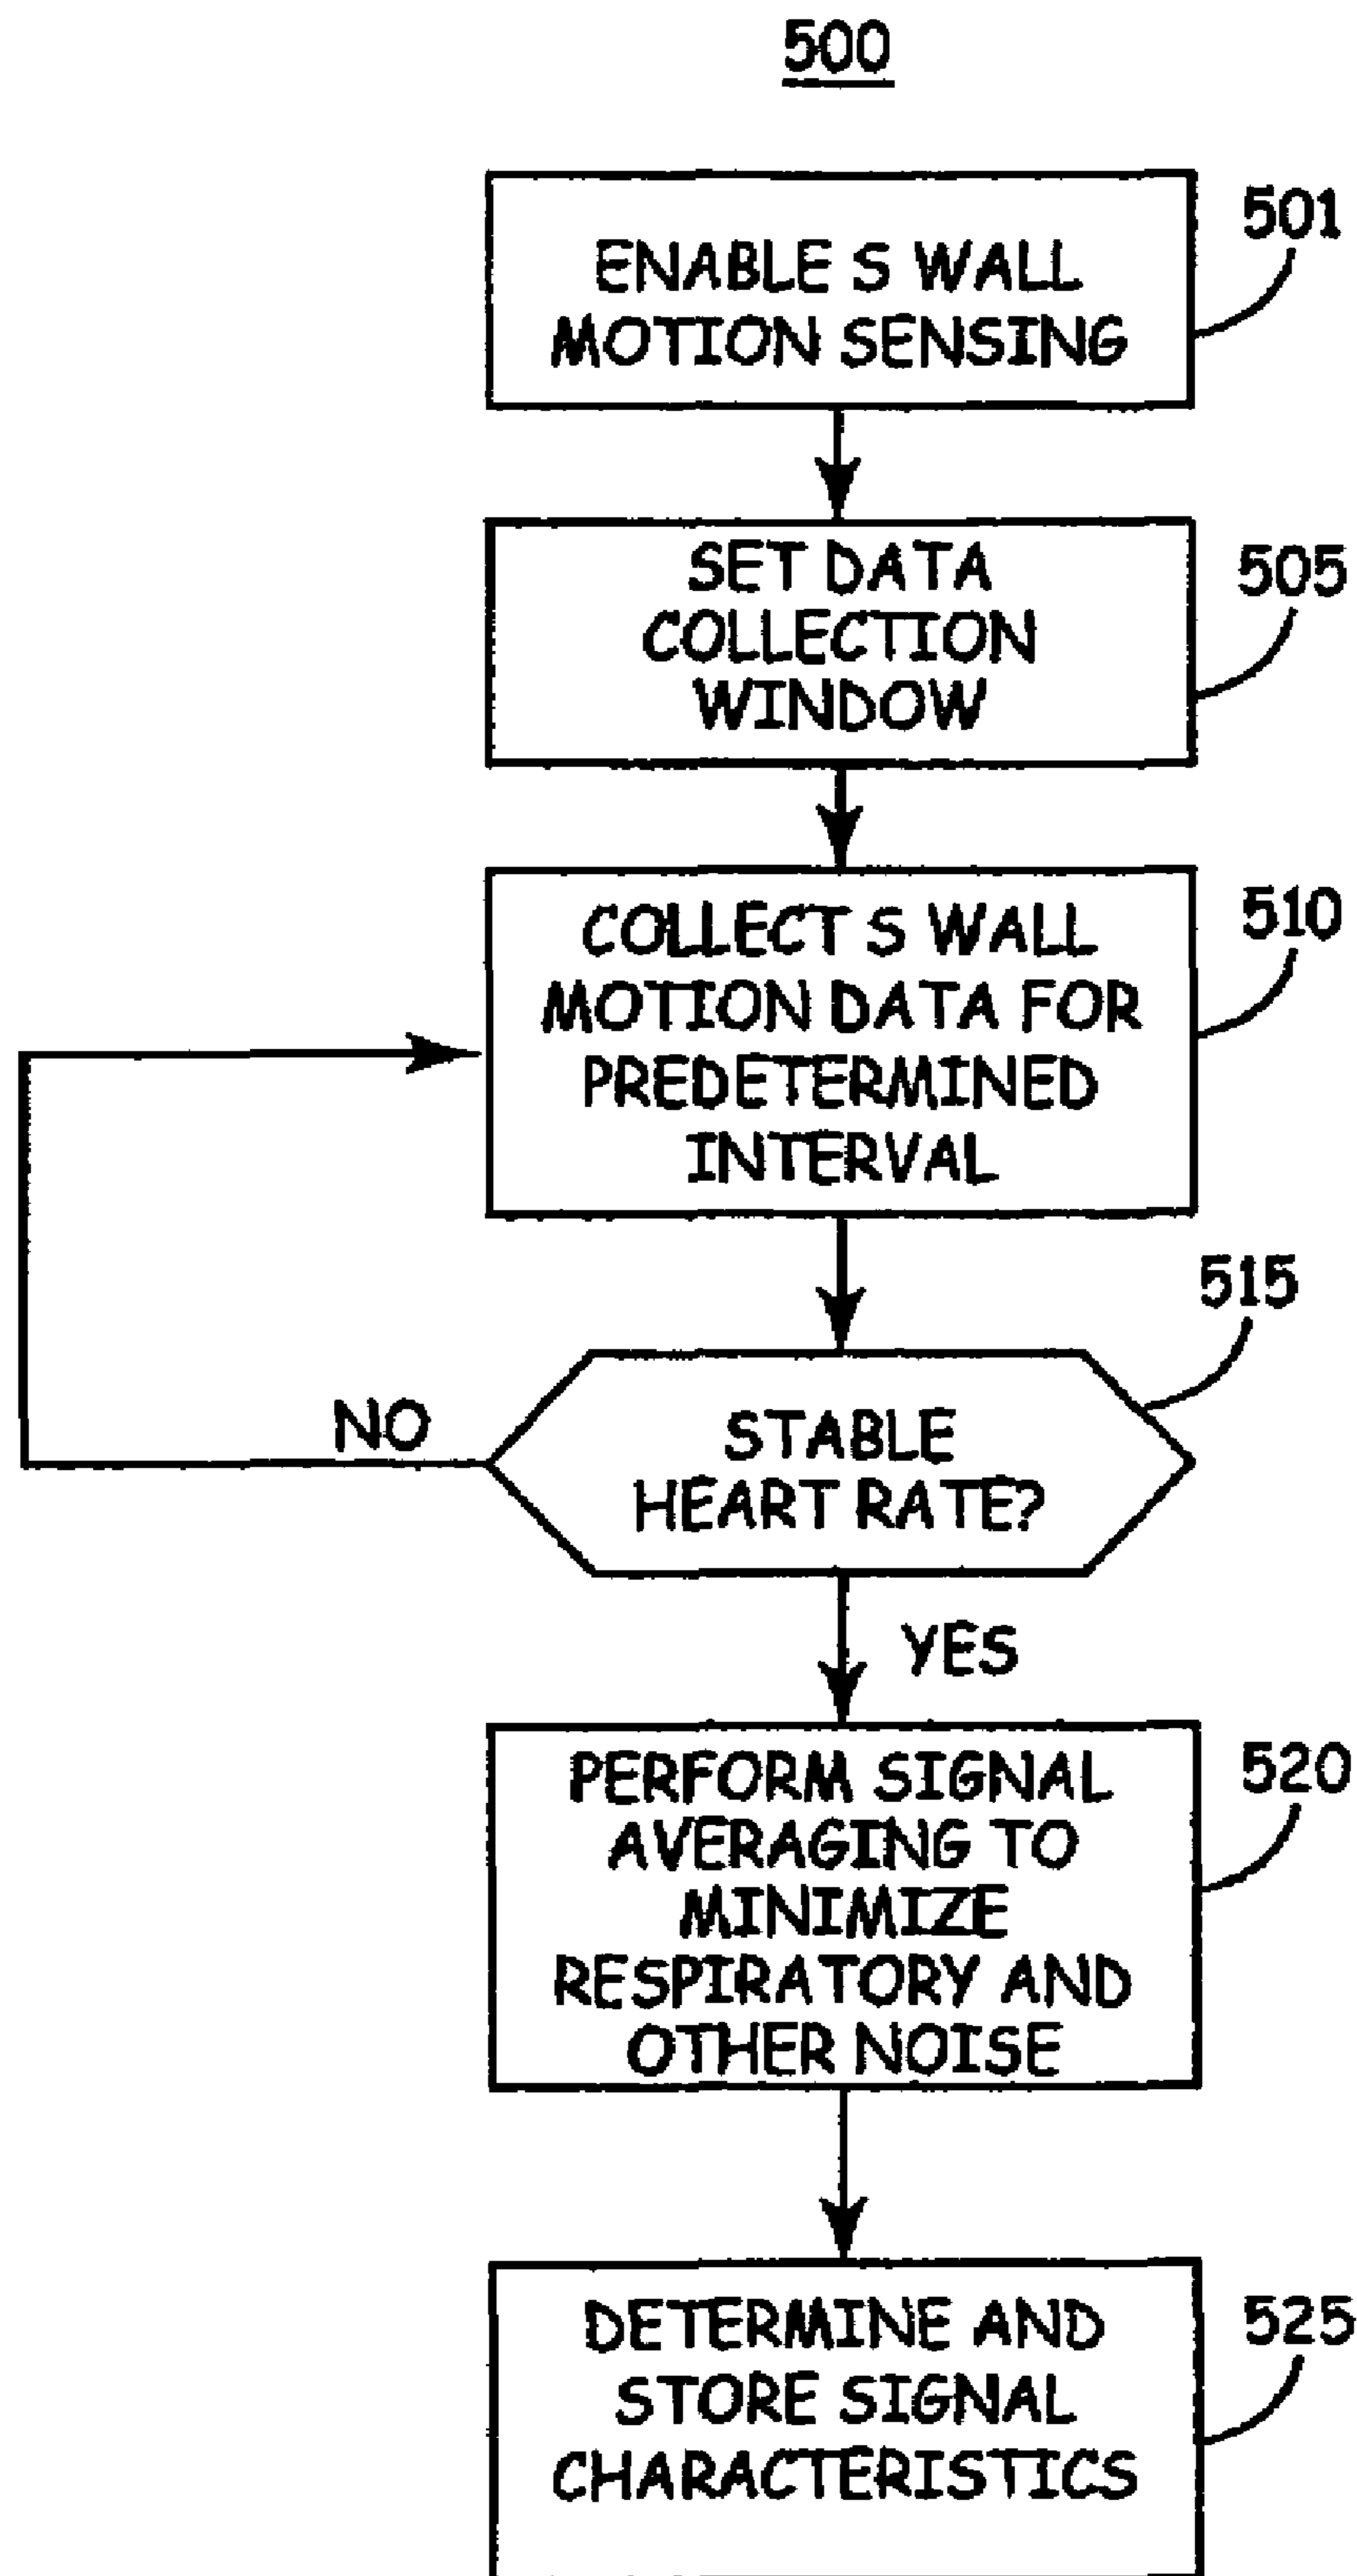 500
ENABLE S WALL
MOTION SENSING
501
SET DATA
COLLECTION
WINDOW
505
COLLECT S WALL
MOTION DATA FOR
PREDETERMINED
INTERVAL
510
STABLE
HEART RATE?
515
NO
YES
PERFORM SIGNAL
AVERAGING TO
MINIMIZE
RESPIRATORY AND
OTHER NOISE
520
DETERMINE AND
STORE SIGNAL
CHARACTERISTICS
525